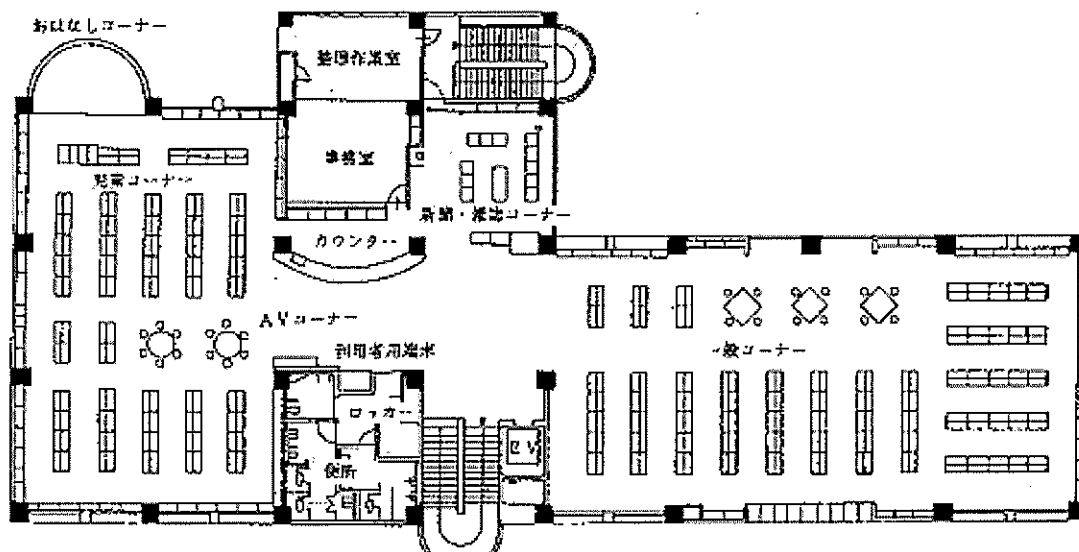 おはなしコーナー
整理作業室
事務室
児童コーナー
新聞・雑誌コーナー
カウンター
AVコーナー
利用者用端末
一般コーナー
ロッカー
EV
便所